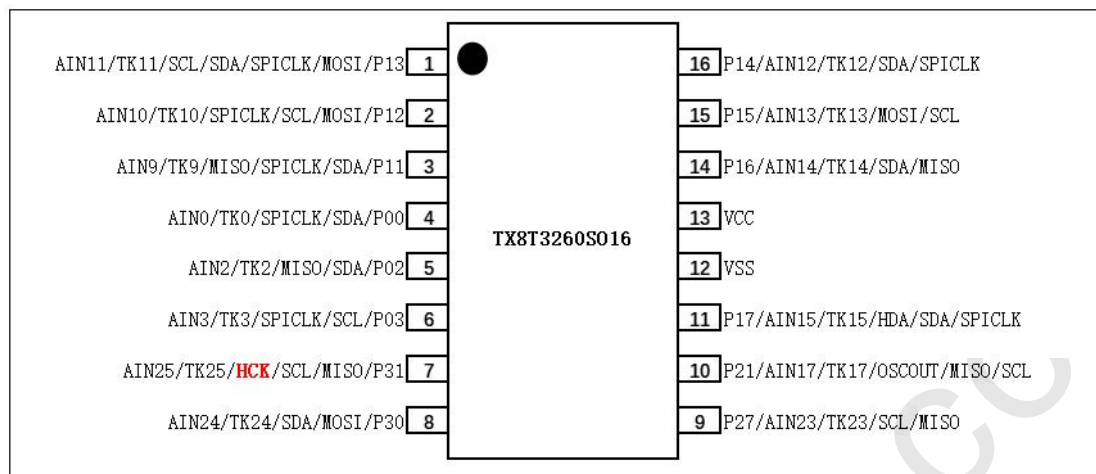 AIN11/TK11/SCL/SDA/SPICLK/MOSI/P13 1 16 P14/AIN12/TK12/SDA/SPICLK
AIN10/TK10/SPICLK/SCL/MOSI/P12 2 15 P15/AIN13/TK13/MOSI/SCL
AIN9/TK9/MISO/SPICLK/SDA/P11 3 14 P16/AIN14/TK14/SDA/MISO
AIN0/TK0/SPICLK/SDA/P00 4 13 VCC
TX8T3260SO16
AIN2/TK2/MISO/SDA/P02 5 12 VSS
AIN3/TK3/SPICLK/SCL/P03 6 11 P17/AIN15/TK15/HDA/SDA/SPICLK
AIN25/TK25/HCK/SCL/MISO/P31 7 10 P21/AIN17/TK17/OSCOUT/MISO/SCL
AIN24/TK24/SDA/MOSI/P30 8 9 P27/AIN23/TK23/SCL/MISO